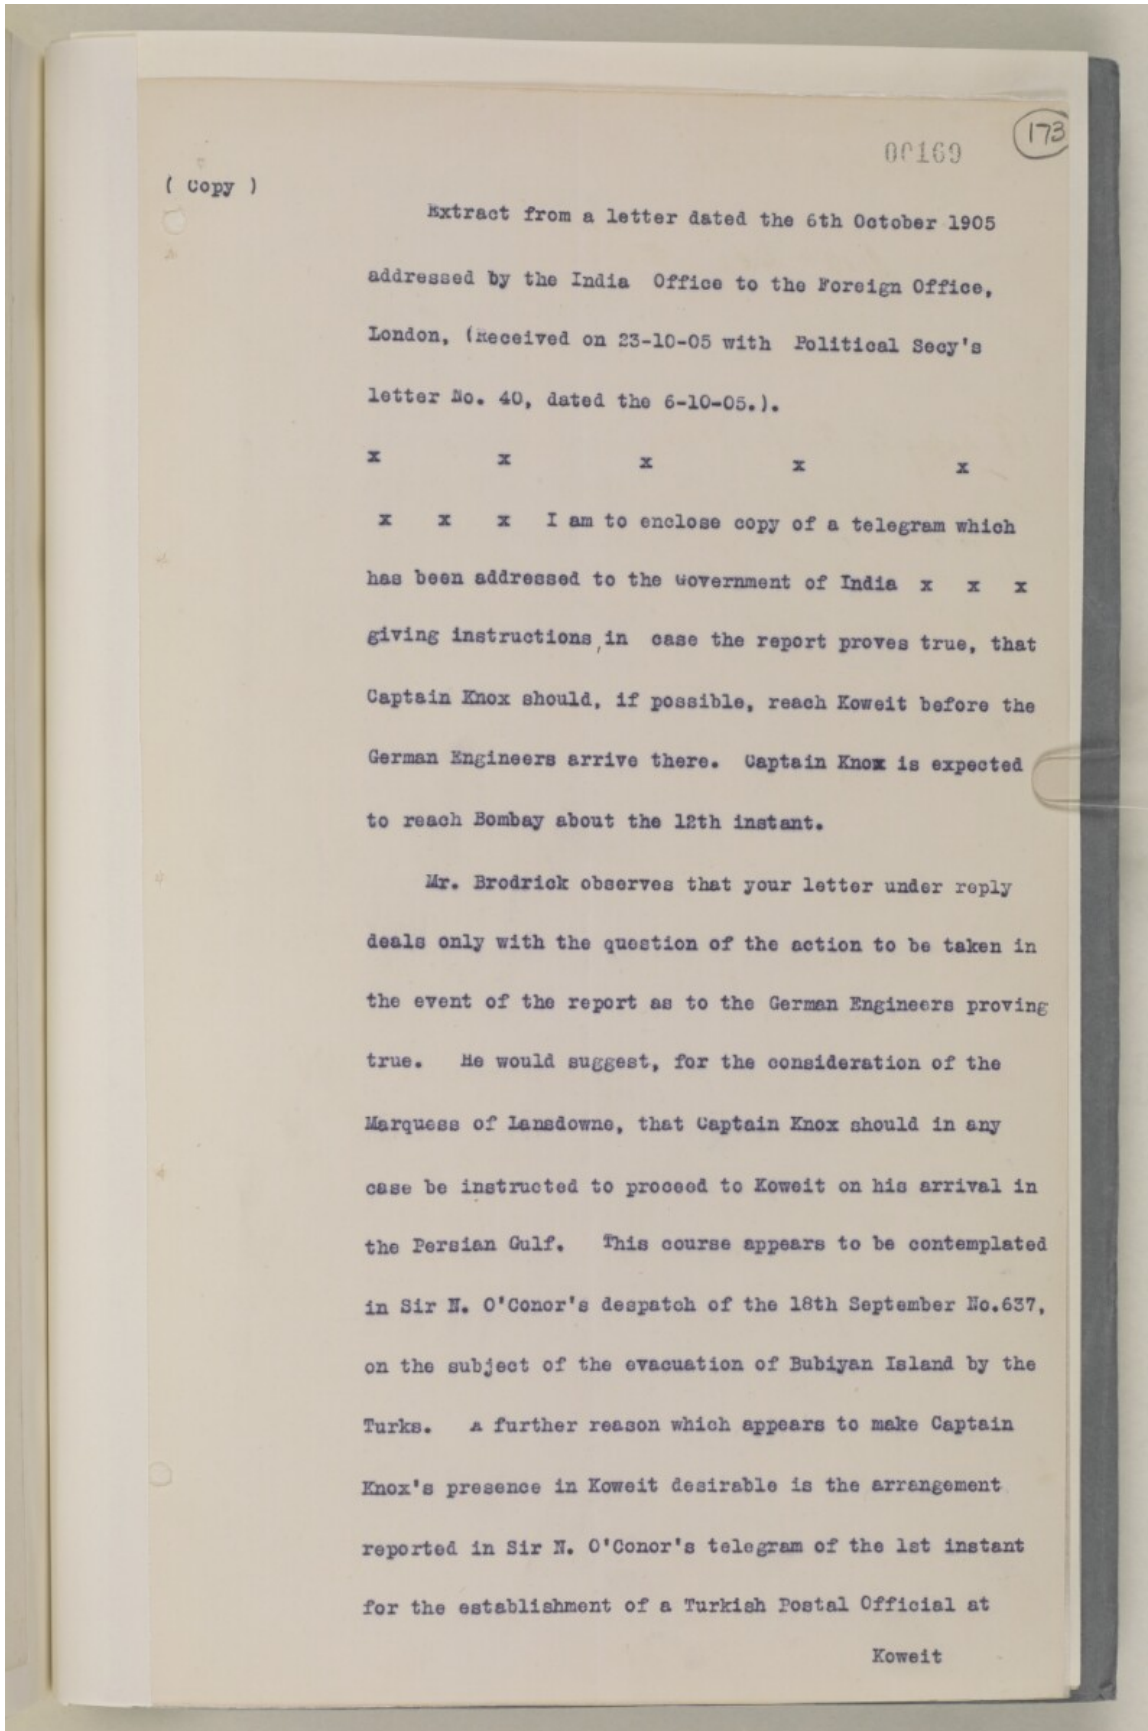 173
00169
( Copy )
Extract from a letter dated the 6th October 1905
addressed by the India Office to the Foreign Office,
London, (Received on 23-10-05 with Political Secy's
letter No. 40, dated the 6-10-05.).
x x x x x
x x x I am to enclose copy of a telegram which
has been addressed to the Government of India x x x
giving instructions, in case the report proves true, that
Captain Knox should, if possible, reach Koweit before the
German Engineers arrive there. Captain Knox is expected
to reach Bombay about the 12th instant.
Mr. Brodrick observes that your letter under reply
deals only with the question of the action to be taken in
the event of the report as to the German Engineers proving
true. He would suggest, for the consideration of the
Marquess of Lansdowne, that Captain Knox should in any
case be instructed to proceed to Koweit on his arrival in
the Persian Gulf. This course appears to be contemplated
in Sir N. O'Conor's despatch of the 18th September No.637,
on the subject of the evacuation of Bubiyan Island by the
Turks. A further reason which appears to make Captain
Knox's presence in Koweit desirable is the arrangement
reported in Sir N. O'Conor's telegram of the 1st instant
for the establishment of a Turkish Postal Official at
Koweit